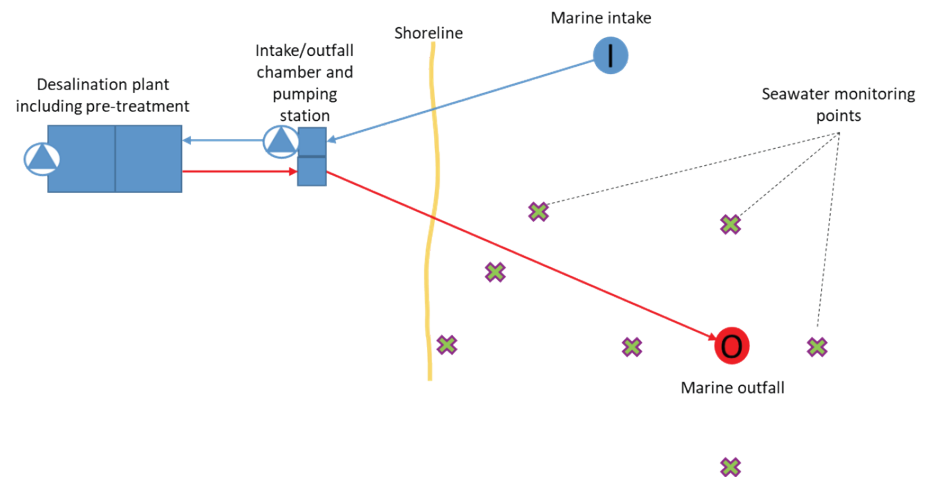 Marine intake
I
Shoreline
Intake/outfall
chamber and
pumping
station
Desalination plant
including pre-treatment
Seawater monitoring
points
O
Marine outfall